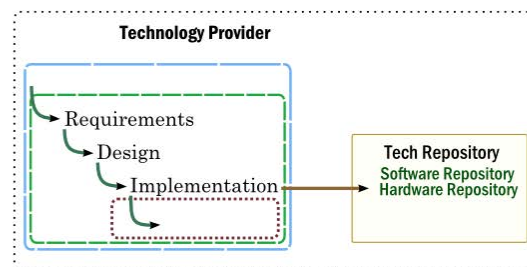 Technology Provider
Requirements
Design
Implementation
Tech Repository
Software Repository
Hardware Repository